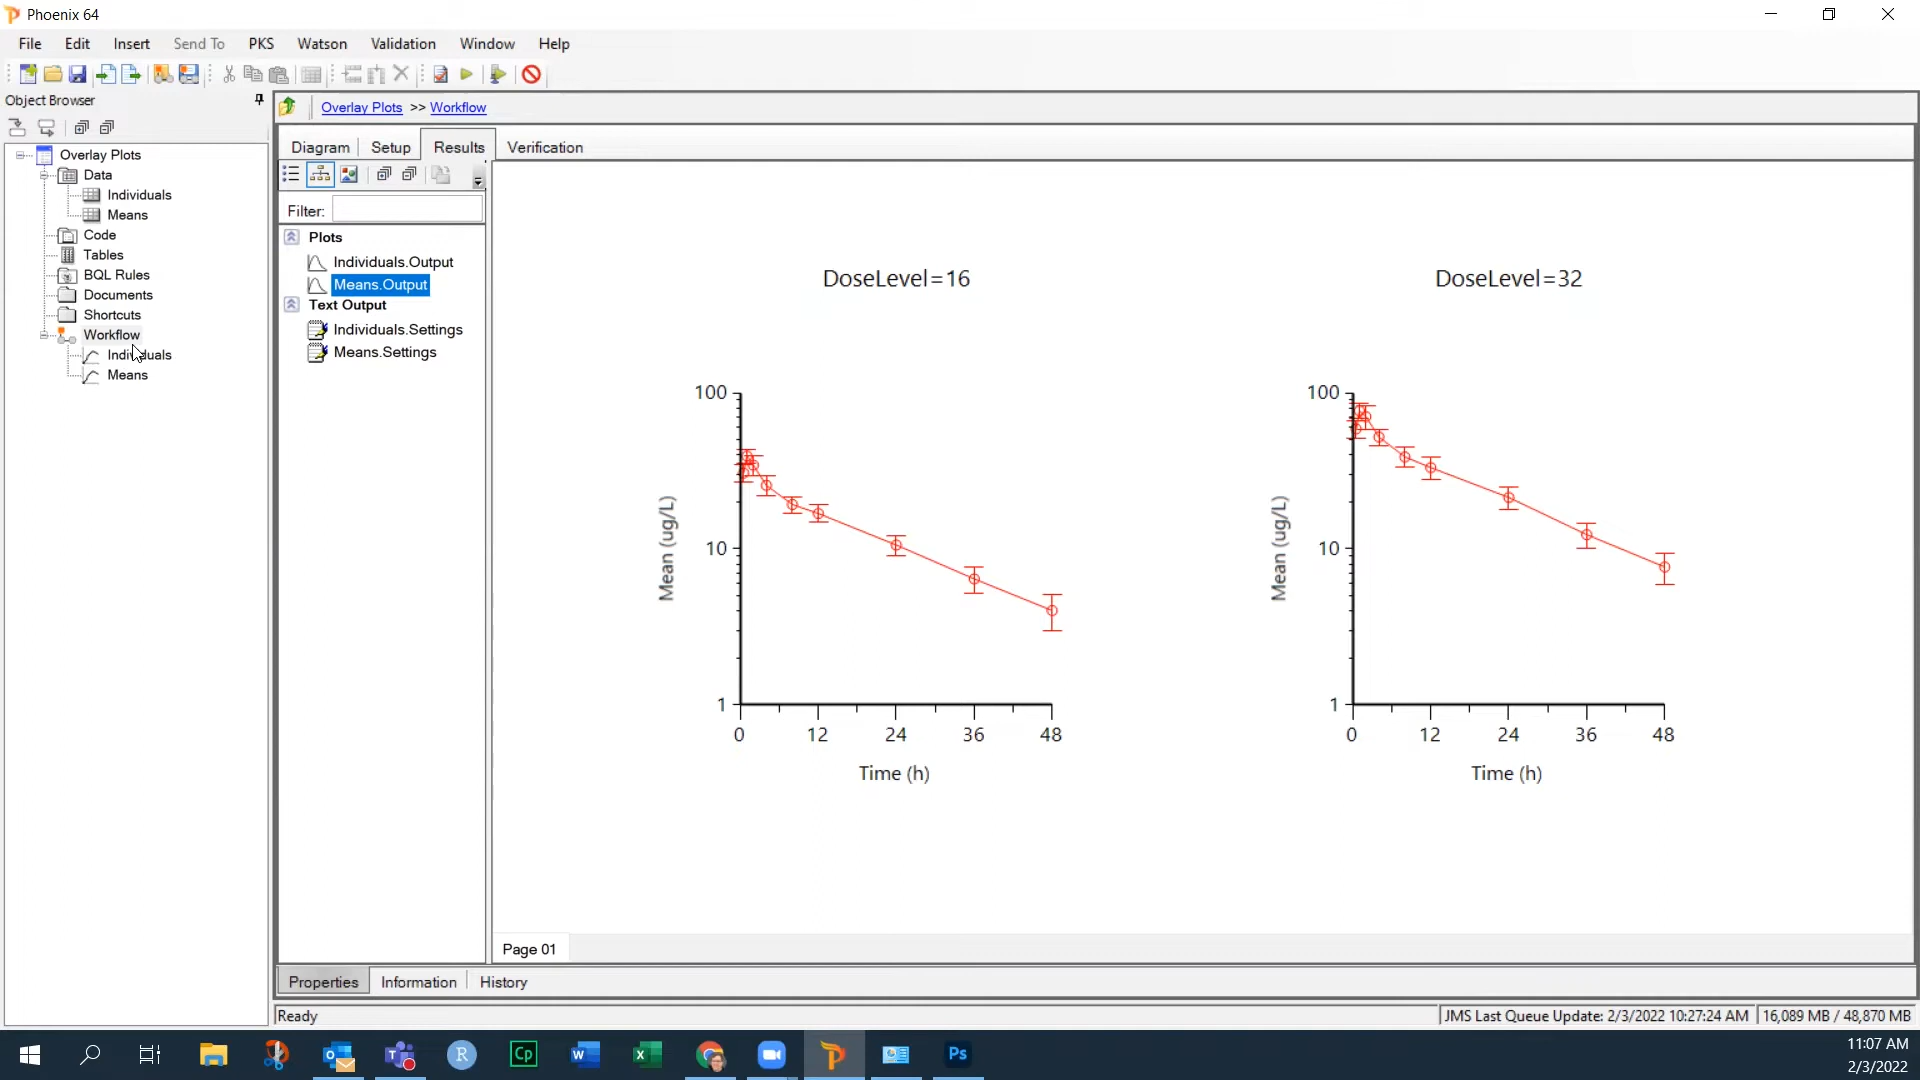 Phoenix 64
File Edit Insert Send To PKS Watson Validation Window Help
Object Browser
Overlay Plots
Data
Individuals
Means
Code
Tables
BQL Rules
Documents
Shortcuts
Workflow
Individuals
Means
Overlay Plots >> Workflow
Diagram Setup Results Verification
Filter:
Plots
Individuals.Output
Means.Output
Text Output
Individuals.Settings
Means.Settings
DoseLevel=16
100
10
1
Mean (ug/L)
0 12 24 36 48
Time (h)
DoseLevel=32
100
10
1
Mean (ug/L)
0 12 24 36 48
Time (h)
Page 01
Properties Information History
Ready
JMS Last Queue Update: 2/3/2022 10:27:24 AM 16,089 MB / 48,870 MB
R Cp W X Ps
11:07 AM
2/3/2022